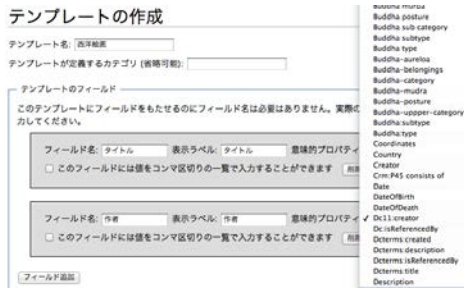 テンプレートの作成
テンプレート名: 西洋絵画
テンプレートが定義するカテゴリ (省略可能):
テンプレートのフィールド
このテンプレートにフィールドをもたせるのにフィールド名は必要はありません。実際の
力してください。
フィールド名: タイトル 表示ラベル: タイトル 意味的プロパティ
このフィールドには値をコンマ区切りの一覧で入力することができます 削
フィールド名: 作者 表示ラベル: 作者 意味的プロパティ
このフィールドには値をコンマ区切りの一覧で入力することができます 削
フィールド追加
Buddha murda
Buddha posture
Buddha sub category
Buddha subtype
Buddha type
Buddha-aureloa
Buddha-belongings
Buddha-category
Buddha-mudra
Buddha-posture
Buddha-uppper-category
Buddha:subtype
Buddha:type
Coordinates
Country
Creator
Crm:P45 consists of
Date
DateOfBirth
DateOfDeath
✓ Dc11:creator
Dc:isReferencedBy
Dcterms:created
Dcterms:description
Dcterms:isReferencedBy
Dcterms:title
Description